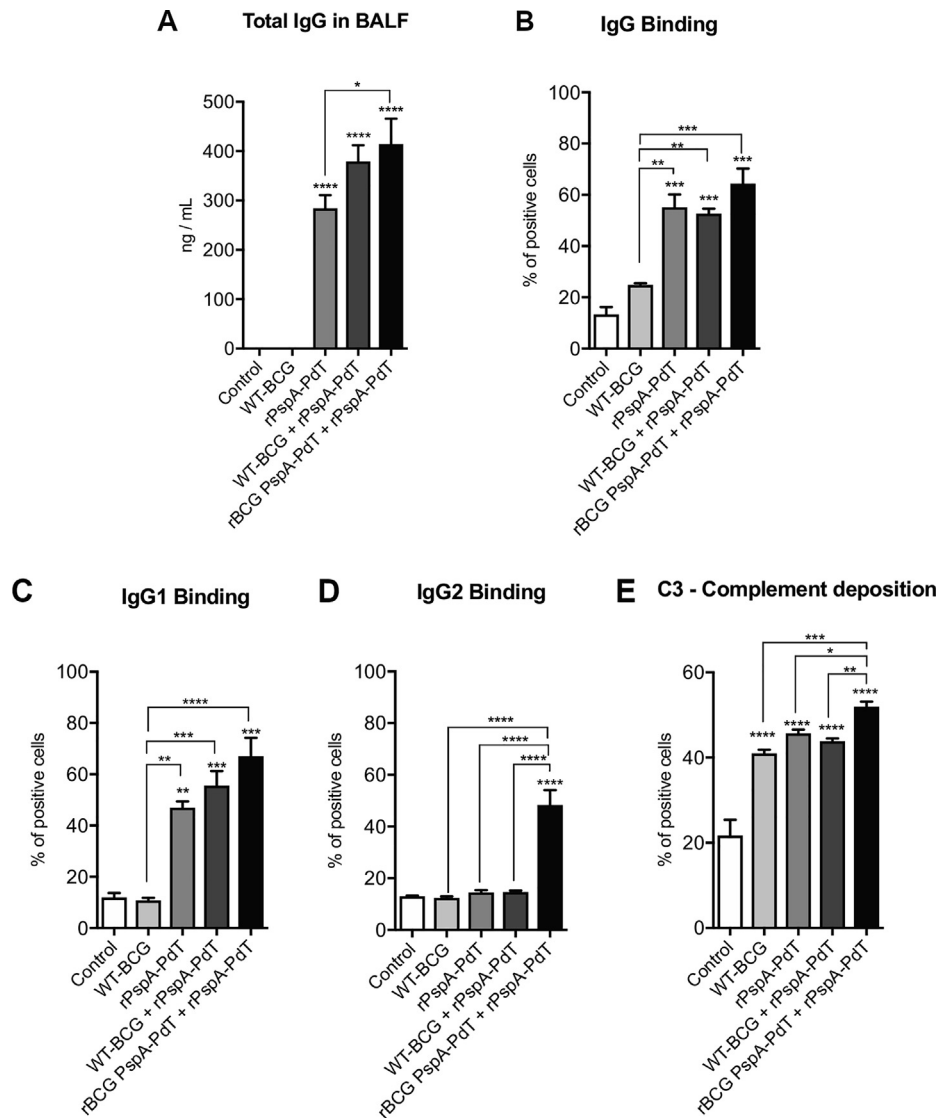 A Total IgG in BALF
*
****
****
****
500
400
300
200
100
0
ng / mL
Control
WT-BCG
rPspA-PdT
WT-BCG + rPspA-PdT
rBCG PspA-PdT + rPspA-PdT
B IgG Binding
***
**
**
***
***
***
100
80
60
40
20
0
% of positive cells
Control
WT-BCG
rPspA-PdT
WT-BCG + rPspA-PdT
rBCG PspA-PdT + rPspA-PdT
C IgG1 Binding
****
***
**
**
***
***
100
80
60
40
20
0
% of positive cells
Control
WT-BCG
rPspA-PdT
WT-BCG + rPspA-PdT
rBCG PspA-PdT + rPspA-PdT
D IgG2 Binding
****
****
****
****
100
80
60
40
20
0
% of positive cells
Control
WT-BCG
rPspA-PdT
WT-BCG + rPspA-PdT
rBCG PspA-PdT + rPspA-PdT
E C3 - Complement deposition
***
*
**
****
****
****
****
60
40
20
0
% of positive cells
Control
WT-BCG
rPspA-PdT
WT-BCG + rPspA-PdT
rBCG PspA-PdT + rPspA-PdT